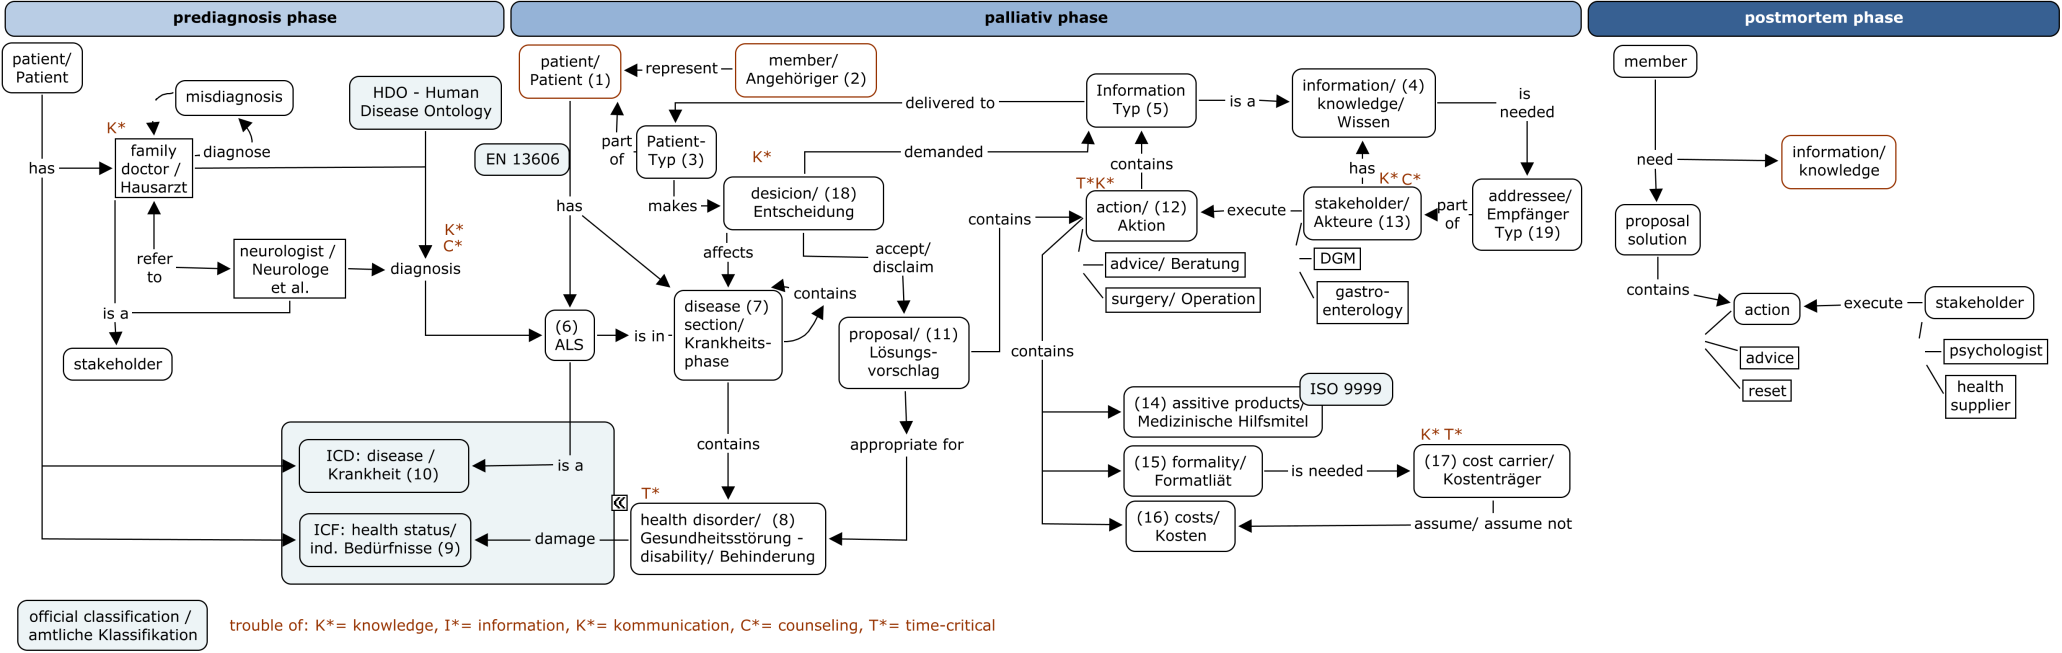 prediagnosis phase
palliativ phase
postmortem phase
patient/
Patient
has
misdiagnosis
K*
family
doctor /
Hausarzt
diagnose
HDO - Human
Disease Ontology
refer
to
neurologist /
Neurologe
et al.
K*
C*
diagnosis
is a
stakeholder
patient/
Patient (1)
represent
member/
Angehöriger (2)
EN 13606
part
of
Patient-
Typ (3)
delivered to
Information
Typ (5)
is a
information/ (4)
knowledge/
Wissen
is
needed
K*
demanded
contains
has
makes
desicion/ (18)
Entscheidung
T*K*
action/ (12)
Aktion
execute
K* C*
stakeholder/
Akteure (13)
part
of
addressee/
Empfänger
Typ (19)
has
affects
accept/
disclaim
contains
advice/ Beratung
surgery/ Operation
DGM
gastro-
enterology
(6)
ALS
is in
disease (7)
section/
Krankheits-
phase
contains
proposal/ (11)
Lösungs-
vorschlag
contains
(14) assitive products/
Medizinische Hilfsmitel
ISO 9999
contains
appropriate for
(15) formality/
Formatliät
is needed
K* T*
(17) cost carrier/
Kostenträger
(16) costs/
Kosten
assume/ assume not
ICD: disease /
Krankheit (10)
is a
ICF: health status/
ind. Bedürfnisse (9)
damage
T*
health disorder/ (8)
Gesundheitsstörung -
disability/ Behinderung
member
need
information/
knowledge
proposal
solution
contains
action
execute
stakeholder
advice
reset
psychologist
health
supplier
official classification /
amtliche Klassifikation
trouble of: K*= knowledge, I*= information, K*= kommunication, C*= counseling, T*= time-critical